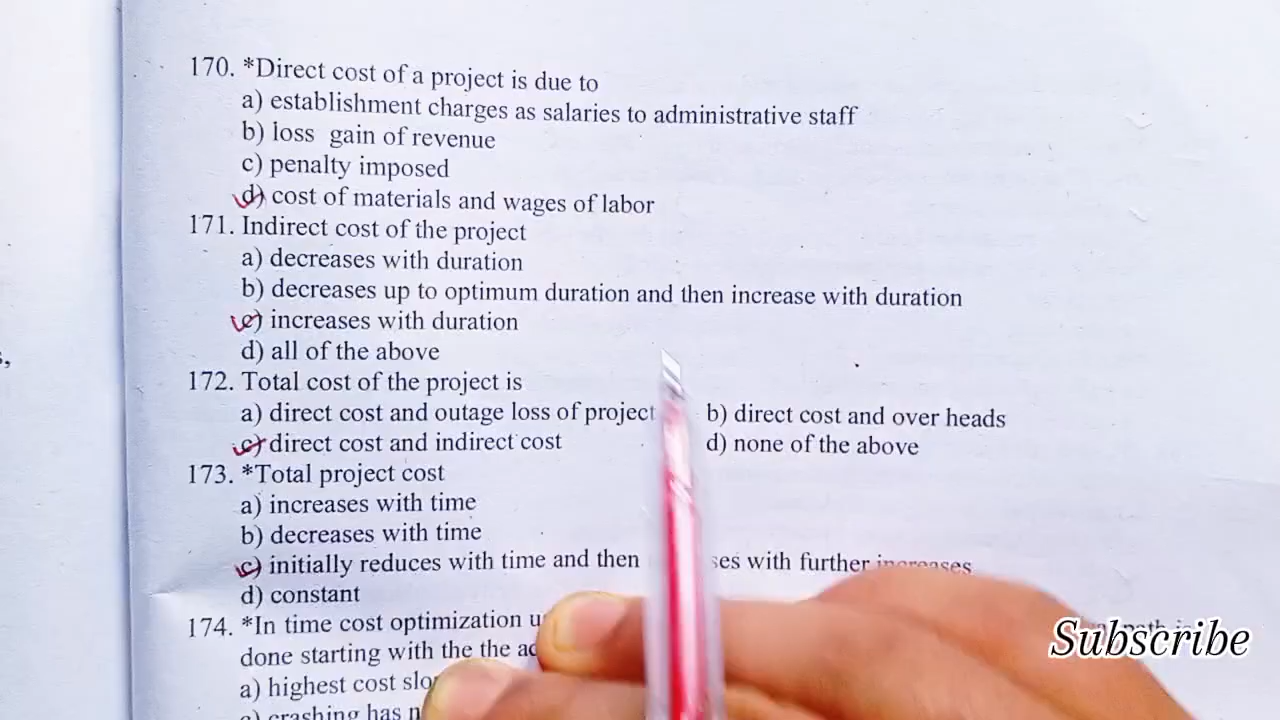 170. *Direct cost of a project is due to
a) establishment charges as salaries to administrative staff
b) loss gain of revenue
c) penalty imposed
d) cost of materials and wages of labor
171. Indirect cost of the project
a) decreases with duration
b) decreases up to optimum duration and then increase with duration
c) increases with duration
d) all of the above
172. Total cost of the project is
a) direct cost and outage loss of project b) direct cost and over heads
c) direct cost and indirect cost d) none of the above
173. *Total project cost
a) increases with time
b) decreases with time
c) initially reduces with time and then with further increases
d) constant
174. *In time cost optimization
done starting with the the
a) highest cost
crashing has
Subscribe